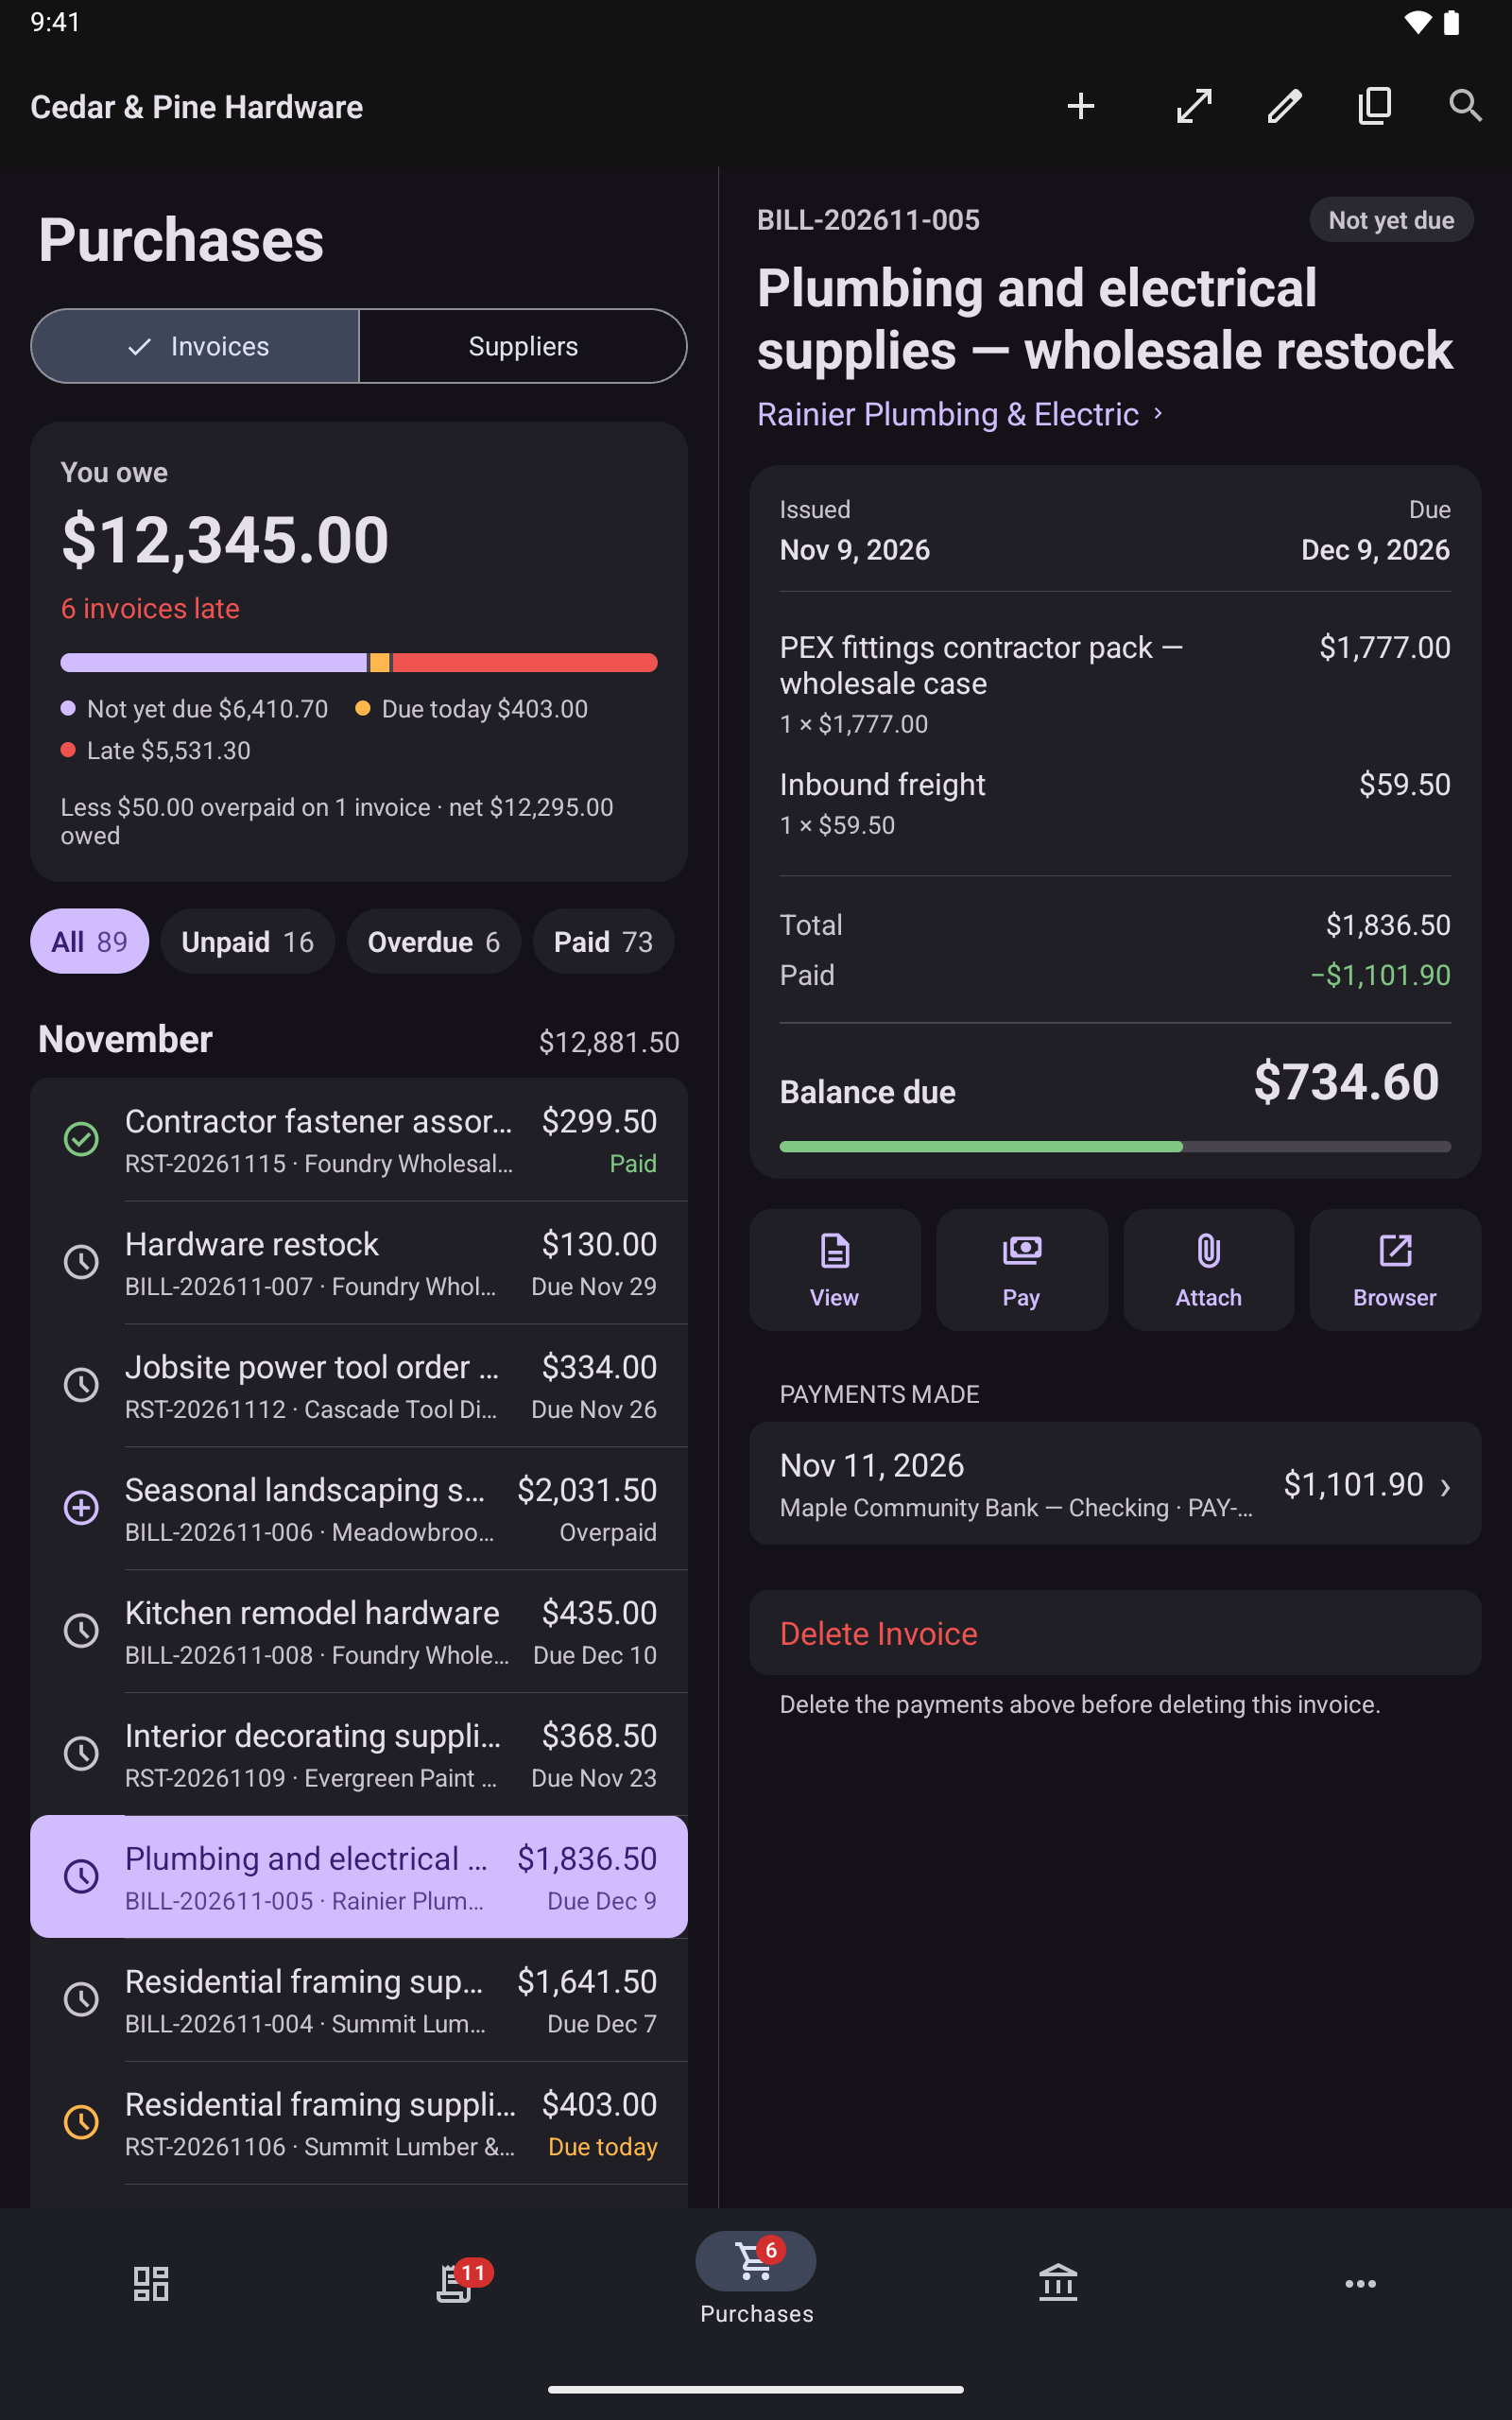 9:41
Cedar & Pine Hardware
Purchases
Invoices
Suppliers
You owe
$12,345.00
6 invoices late
Not yet due $6,410.70
Due today $403.00
Late $5,531.30
Less $50.00 overpaid on 1 invoice · net $12,295.00
owed
All 89
Unpaid 16
Overdue 6
Paid 73
November $12,881.50
Contractor fastener assor… $299.50
RST-20261115 · Foundry Wholesal… Paid
Hardware restock $130.00
BILL-202611-007 · Foundry Whol… Due Nov 29
Jobsite power tool order … $334.00
RST-20261112 · Cascade Tool Di… Due Nov 26
Seasonal landscaping s… $2,031.50
BILL-202611-006 · Meadowbroo… Overpaid
Kitchen remodel hardware $435.00
BILL-202611-008 · Foundry Whole… Due Dec 10
Interior decorating suppli… $368.50
RST-20261109 · Evergreen Paint … Due Nov 23
Plumbing and electrical … $1,836.50
BILL-202611-005 · Rainier Plum… Due Dec 9
Residential framing sup… $1,641.50
BILL-202611-004 · Summit Lum… Due Dec 7
Residential framing suppli… $403.00
RST-20261106 · Summit Lumber &… Due today
BILL-202611-005 Not yet due
Plumbing and electrical
supplies — wholesale restock
Rainier Plumbing & Electric ›
Issued Due
Nov 9, 2026 Dec 9, 2026
PEX fittings contractor pack — $1,777.00
wholesale case
1 × $1,777.00
Inbound freight $59.50
1 × $59.50
Total $1,836.50
Paid −$1,101.90
Balance due $734.60
View
Pay
Attach
Browser
PAYMENTS MADE
Nov 11, 2026 $1,101.90 ›
Maple Community Bank — Checking · PAY-…
Delete Invoice
Delete the payments above before deleting this invoice.
11
6
Purchases